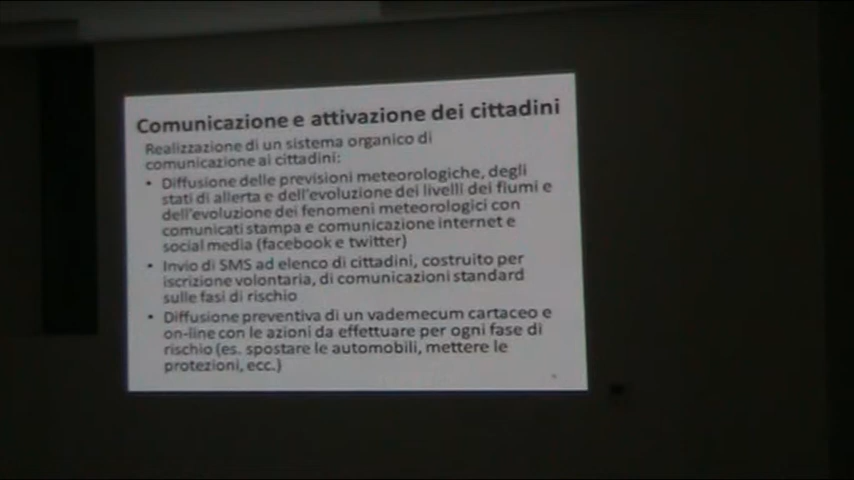 Comunicazione e attivazione dei cittadini
Realizzazione di un sistema organico di
comunicazione ai cittadini:
• Diffusione delle previsioni meteorologiche, degli
stati di allerta e dell'evoluzione dei livelli dei fiumi e
dell'evoluzione dei fenomeni meteorologici con
comunicati stampa e comunicazione internet e
social media (facebook e twitter)
• Invio di SMS ad elenco di cittadini, costruito per
iscrizione volontaria, di comunicazioni standard
sulle fasi di rischio
• Diffusione preventiva di un vademecum cartaceo e
on-line con le azioni da effettuare per ogni fase di
rischio (es. spostare le automobili, mettere le
protezioni, ecc.)